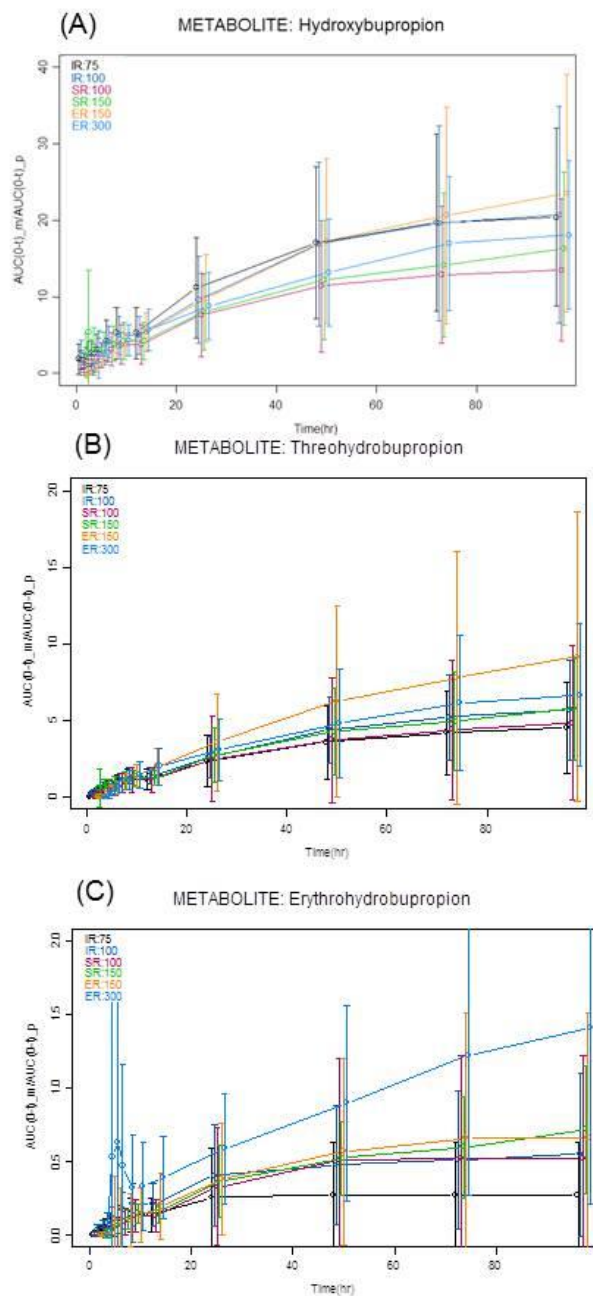 (A) METABOLITE: Hydroxybupropion
IR:75
IR:100
SR:100
SR:150
ER:150
ER:300
40
30
20
10
0
AUC(0-t)_m/AUC(0-t)_p
0 20 40 60 80
Time(hr)
(B) METABOLITE: Threohydrobupropion
IR:75
IR:100
SR:100
SR:150
ER:150
ER:300
20
15
10
5
0
AUC(0-t)_m/AUC(0-t)_p
0 20 40 60 80
Time(hr)
(C) METABOLITE: Erythrohydrobupropion
IR:75
IR:100
SR:100
SR:150
ER:150
ER:300
2.0
1.5
1.0
0.5
0.0
AUC(0-t)_m/AUC(0-t)_p
0 20 40 60 80
Time(hr)